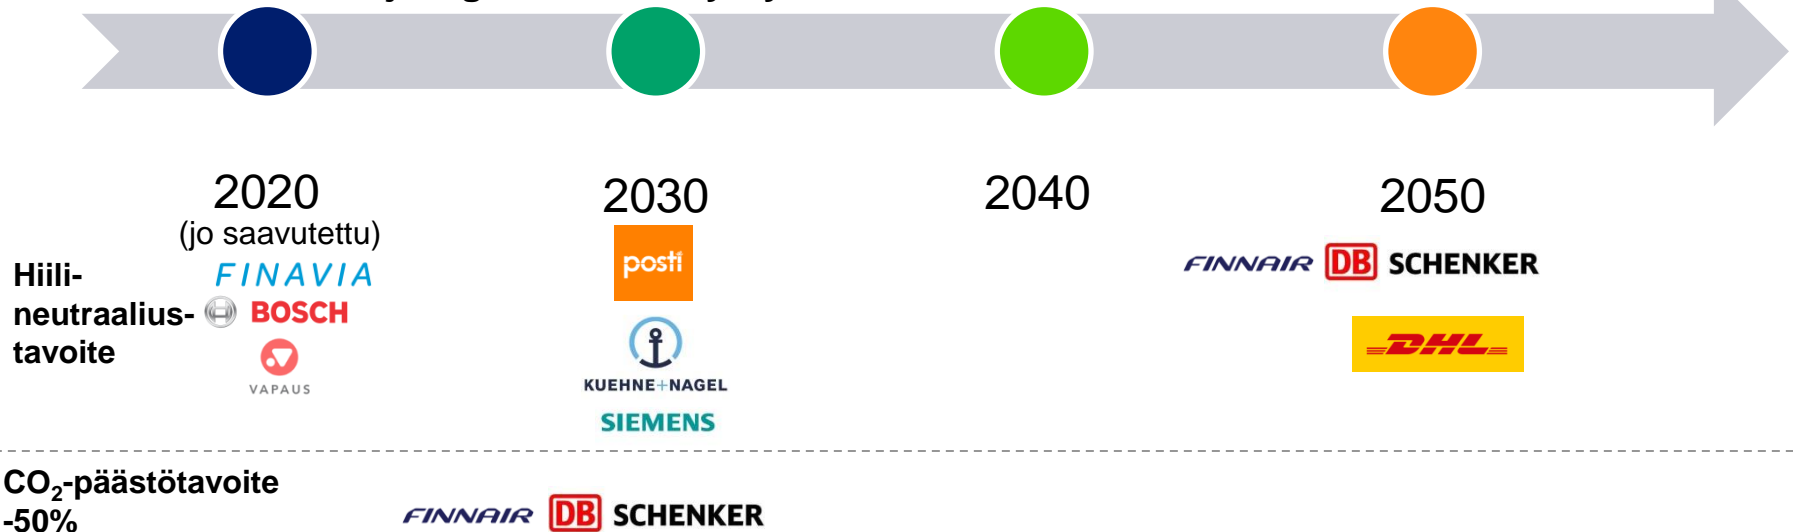 2020
(jo saavutettu)
2030
2040
2050
Hiili-
neutraalius-
tavoite
FINAVIA
BOSCH
VAPAUS
posti
KUEHNE+NAGEL
SIEMENS
FINNAIR DB SCHENKER
DHL
CO₂-päästötavoite
-50%
FINNAIR DB SCHENKER